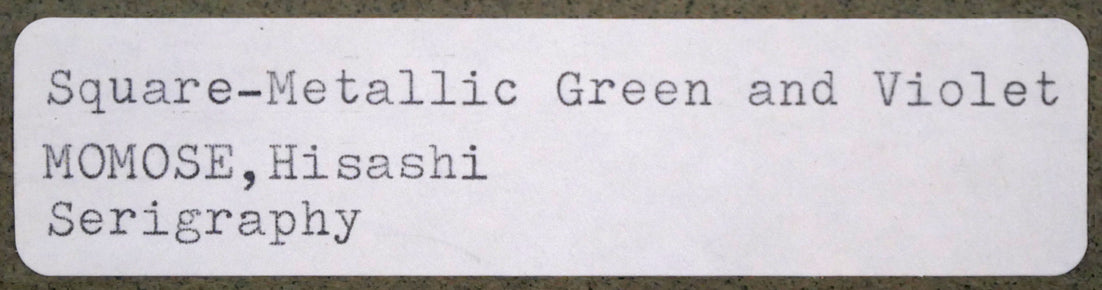 Square-Metallic Green and Violet
MOMOSE,Hisashi
Serigraphy